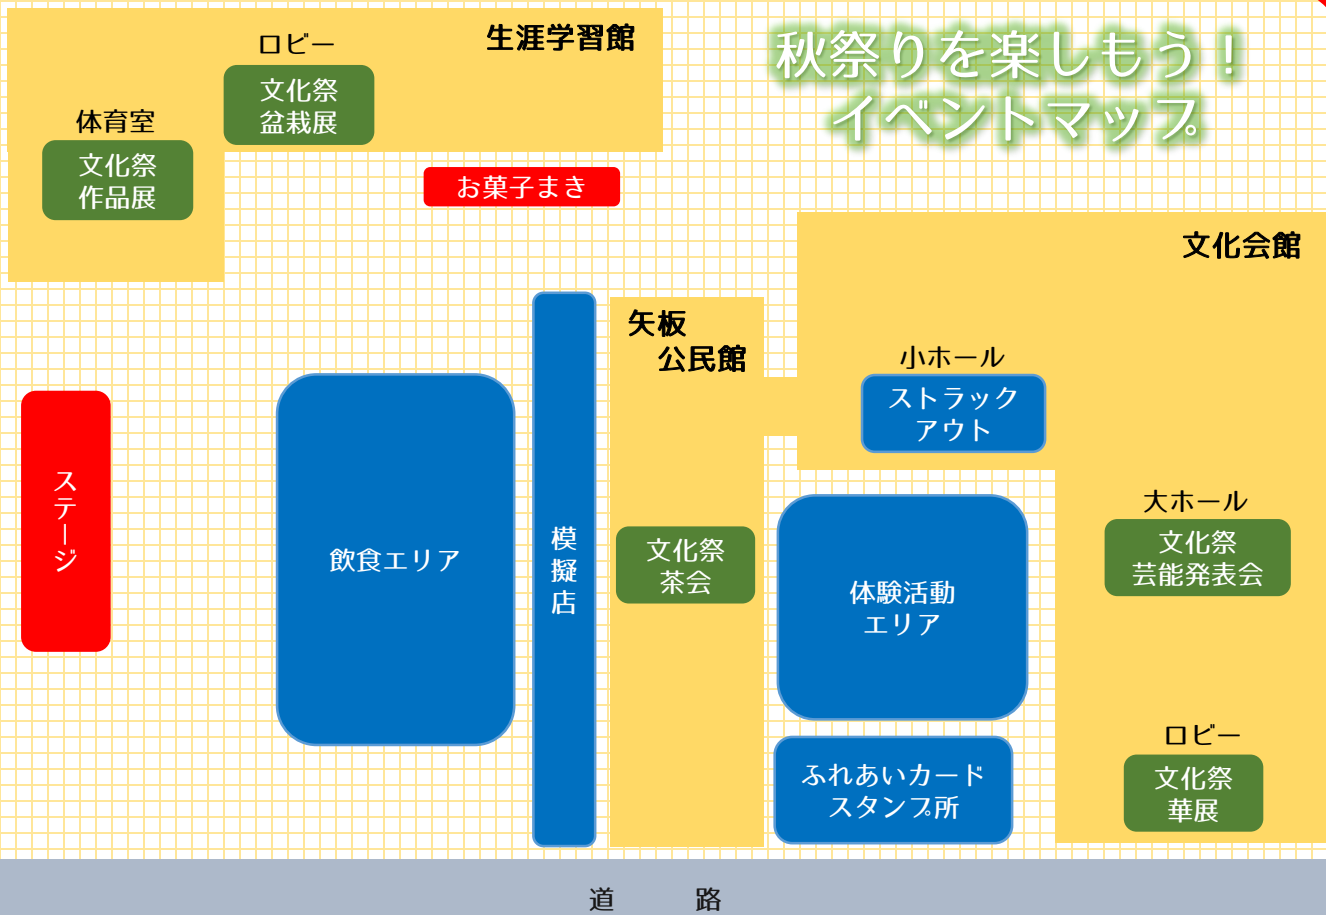 秋祭りを楽しもう！
イベントマップ
生涯学習館
ロビー
文化祭
盆栽展
体育室
文化祭
作品展
お菓子まき
文化会館
矢板
公民館
小ホール
ストラック
アウト
ステージ
飲食エリア
模擬店
文化祭
茶会
体験活動
エリア
大ホール
文化祭
芸能発表会
ふれあいカード
スタンプ所
ロビー
文化祭
華展
道　路